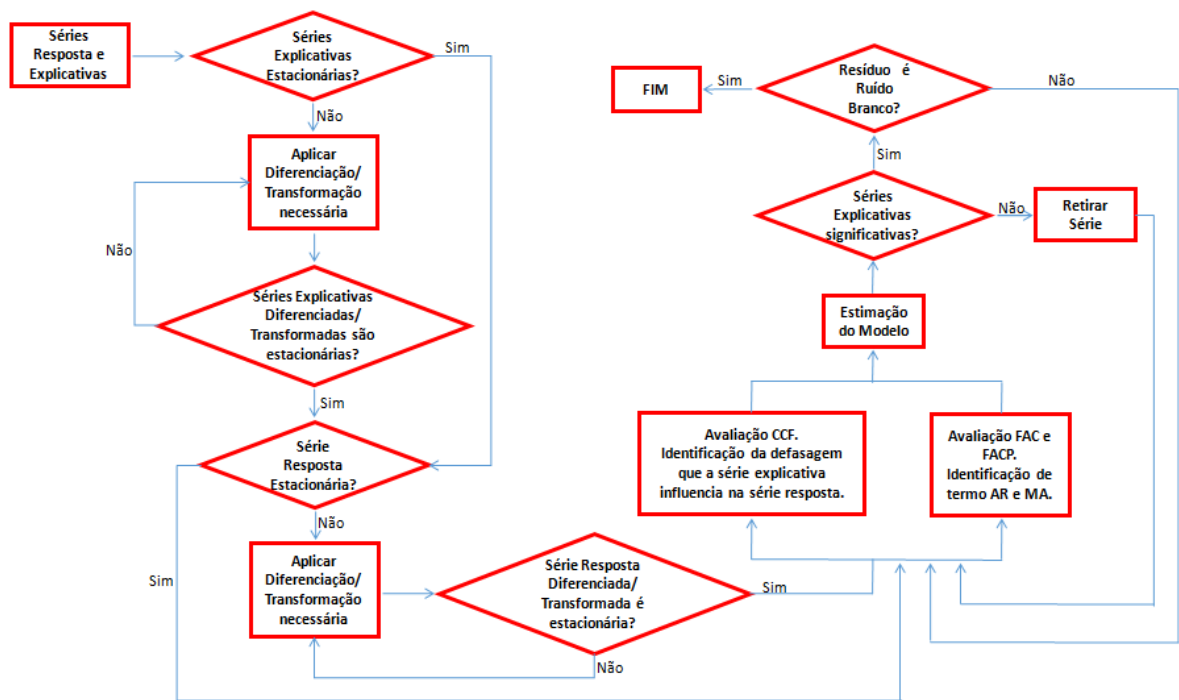 Séries
Resposta e
Explicativas
Séries
Explicativas
Estacionárias?
Sim
Não
Aplicar
Diferenciação/
Transformação
necessária
Não
Séries Explicativas
Diferenciadas/
Transformadas são
estacionárias?
Sim
Série
Resposta
Estacionária?
Não
Sim
Aplicar
Diferenciação/
Transformação
necessária
Série Resposta
Diferenciada/
Transformada é
estacionária?
Sim
Não
Avaliação CCF.
Identificação da defasagem
que a série explicativa
influencia na série resposta.
Avaliação FAC e
FACP.
Identificação de
termo AR e MA.
Estimação
do Modelo
Séries
Explicativas
significativas?
Não
Retirar
Série
Sim
Resíduo é
Ruído
Branco?
Não
Sim
FIM